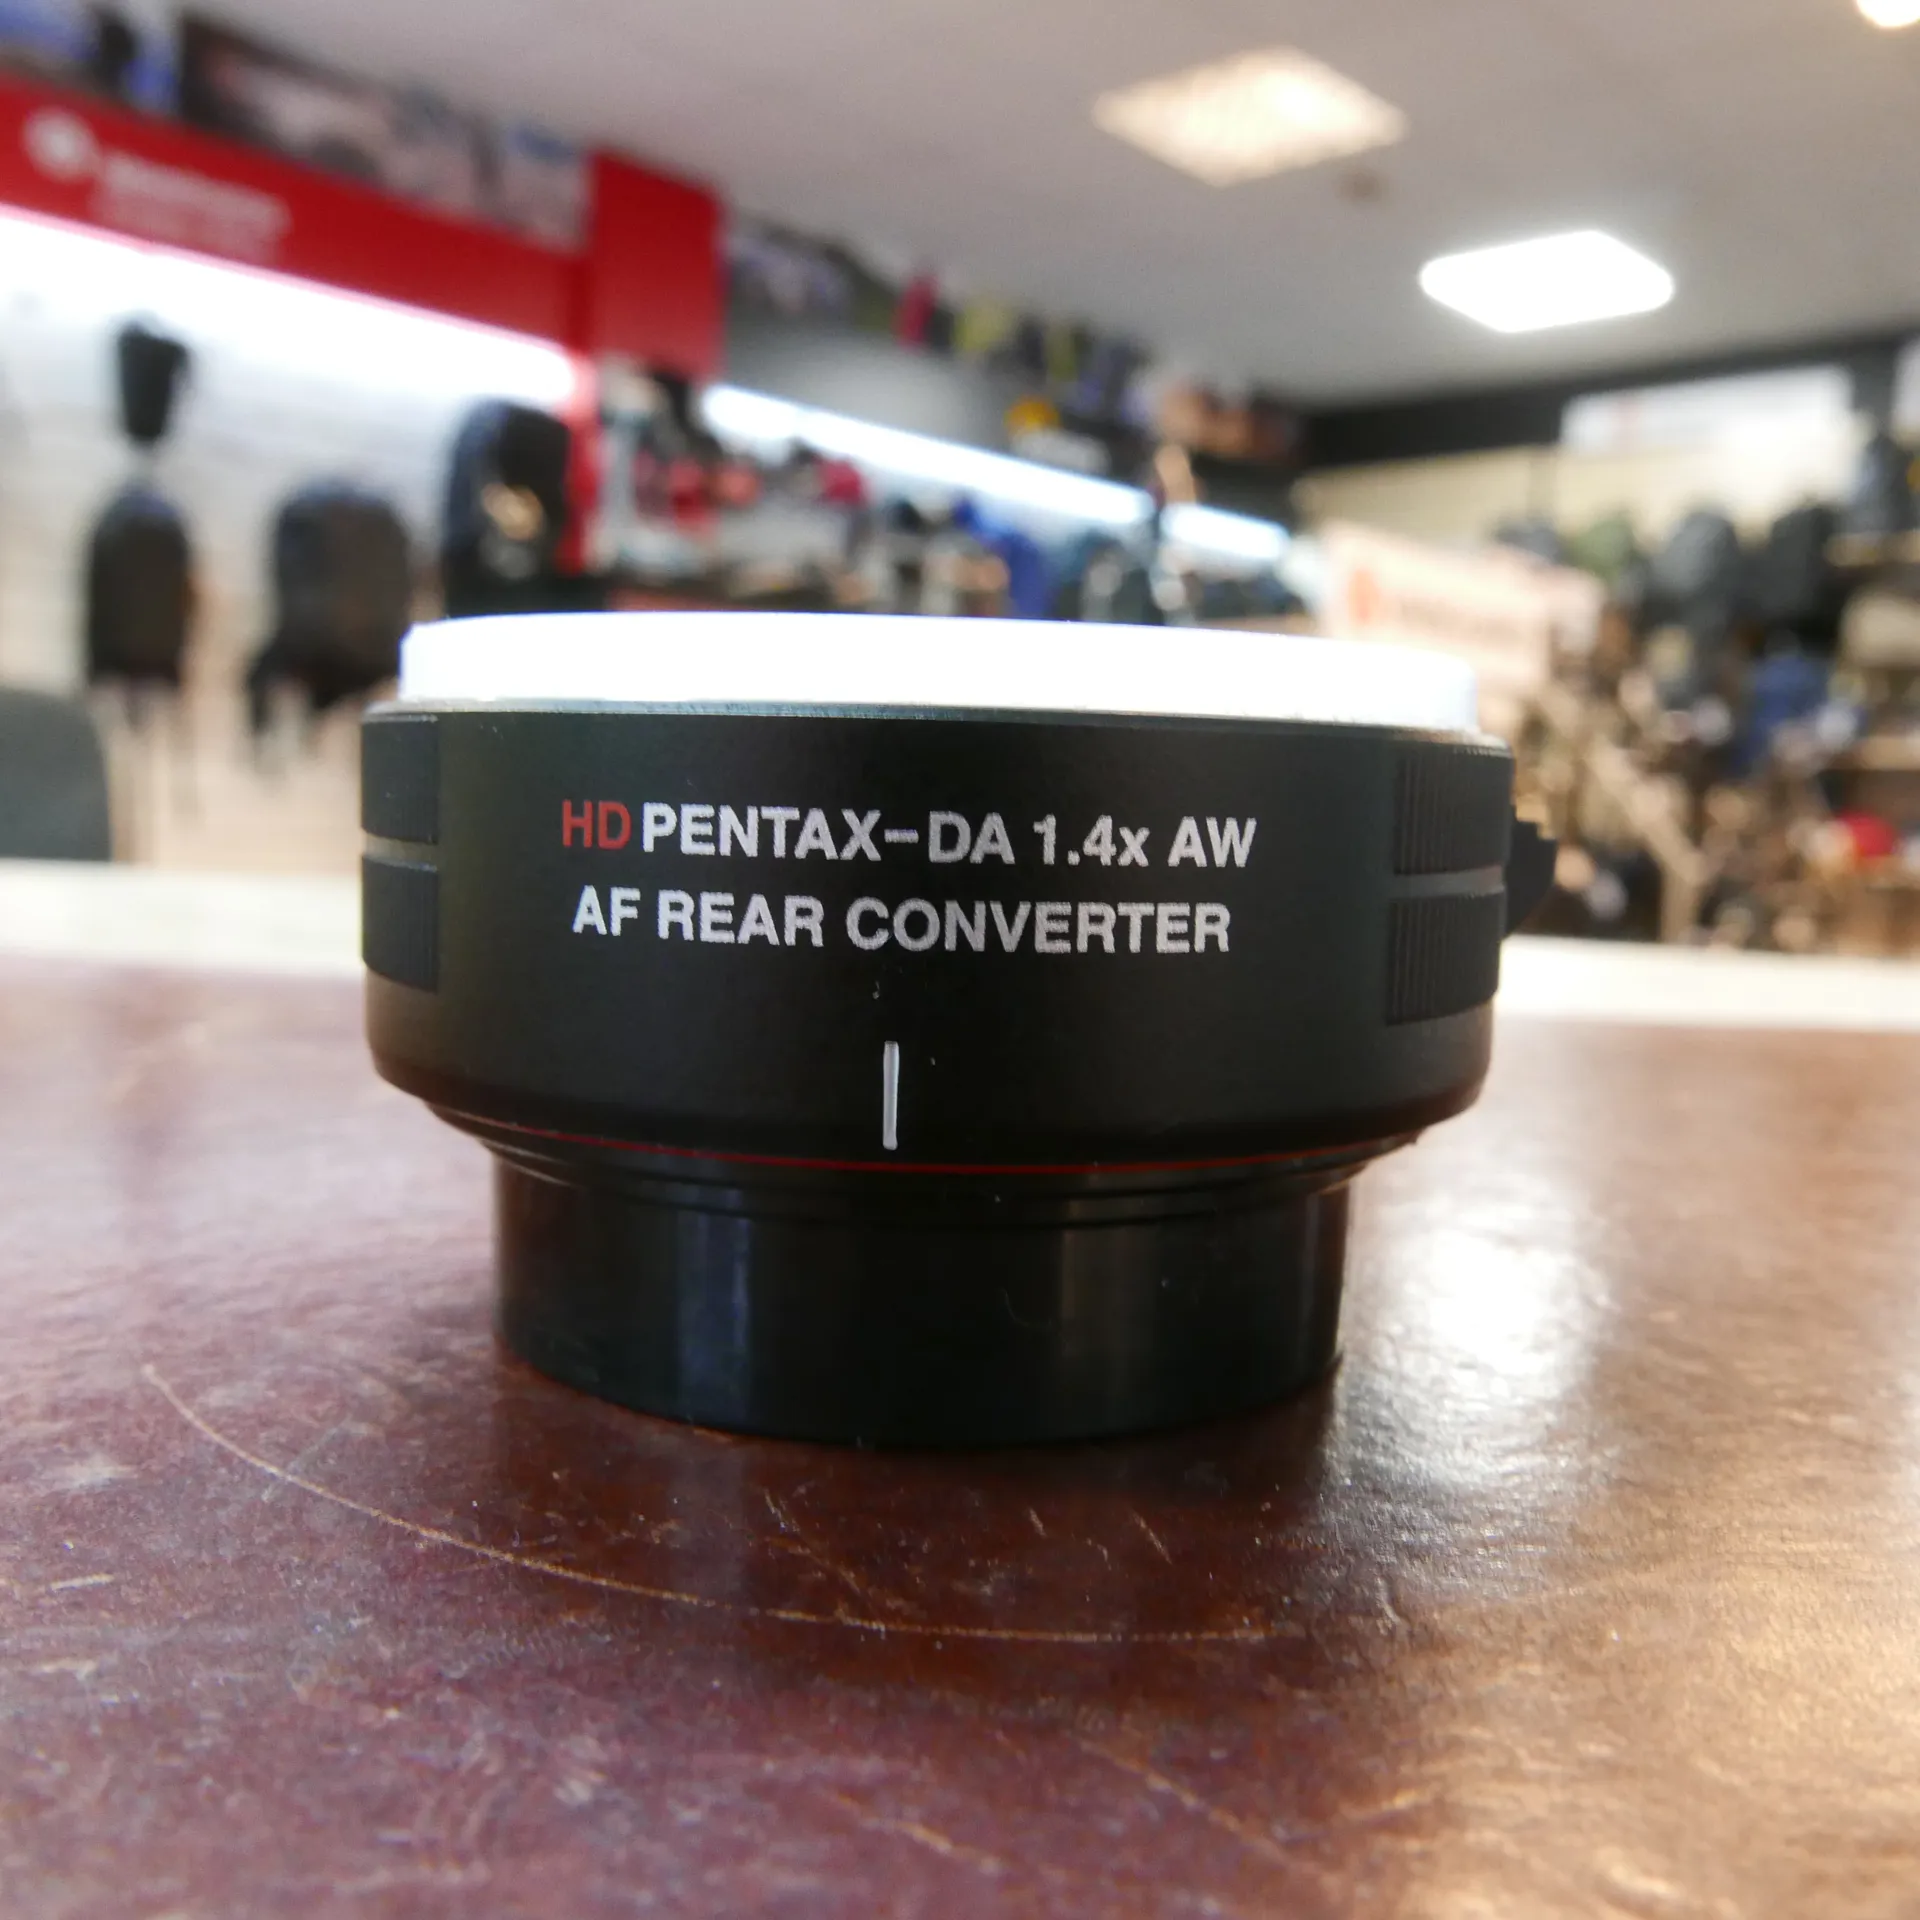 HD PENTAX-DA 1.4x AW
AF REAR CONVERTER